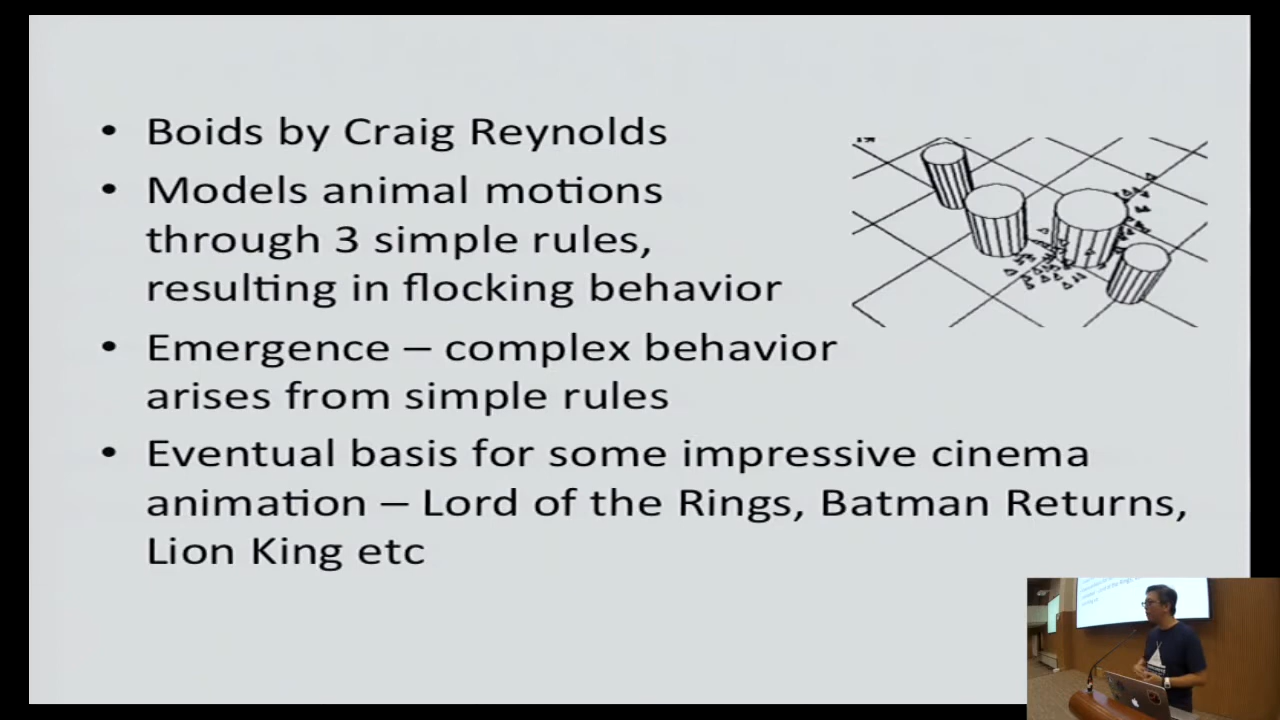 • Boids by Craig Reynolds
• Models animal motions
through 3 simple rules,
resulting in flocking behavior
• Emergence – complex behavior
arises from simple rules
• Eventual basis for some impressive cinema
animation – Lord of the Rings, Batman Returns,
Lion King etc